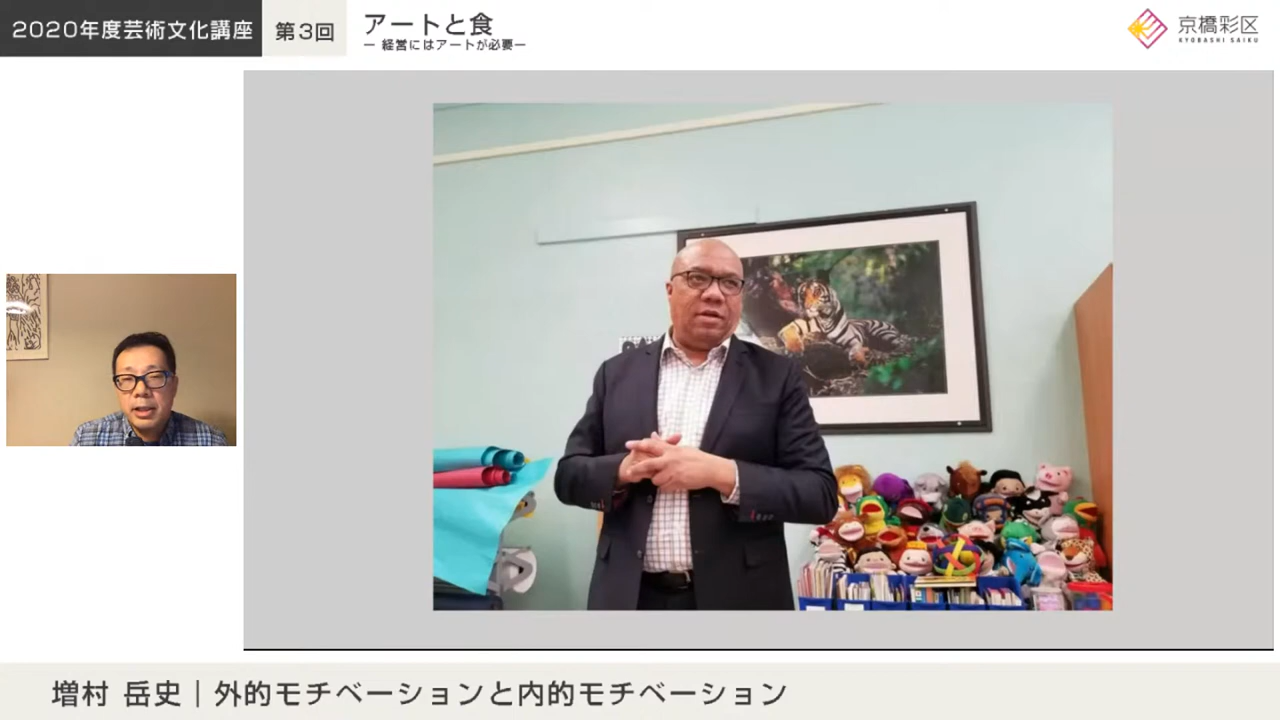 2020年度芸術文化講座
第3回
アートと食
ー 経営にはアートが必要ー
京橋彩区
KYOBASHI SAIKU
増村 岳史｜外的モチベーションと内的モチベーション